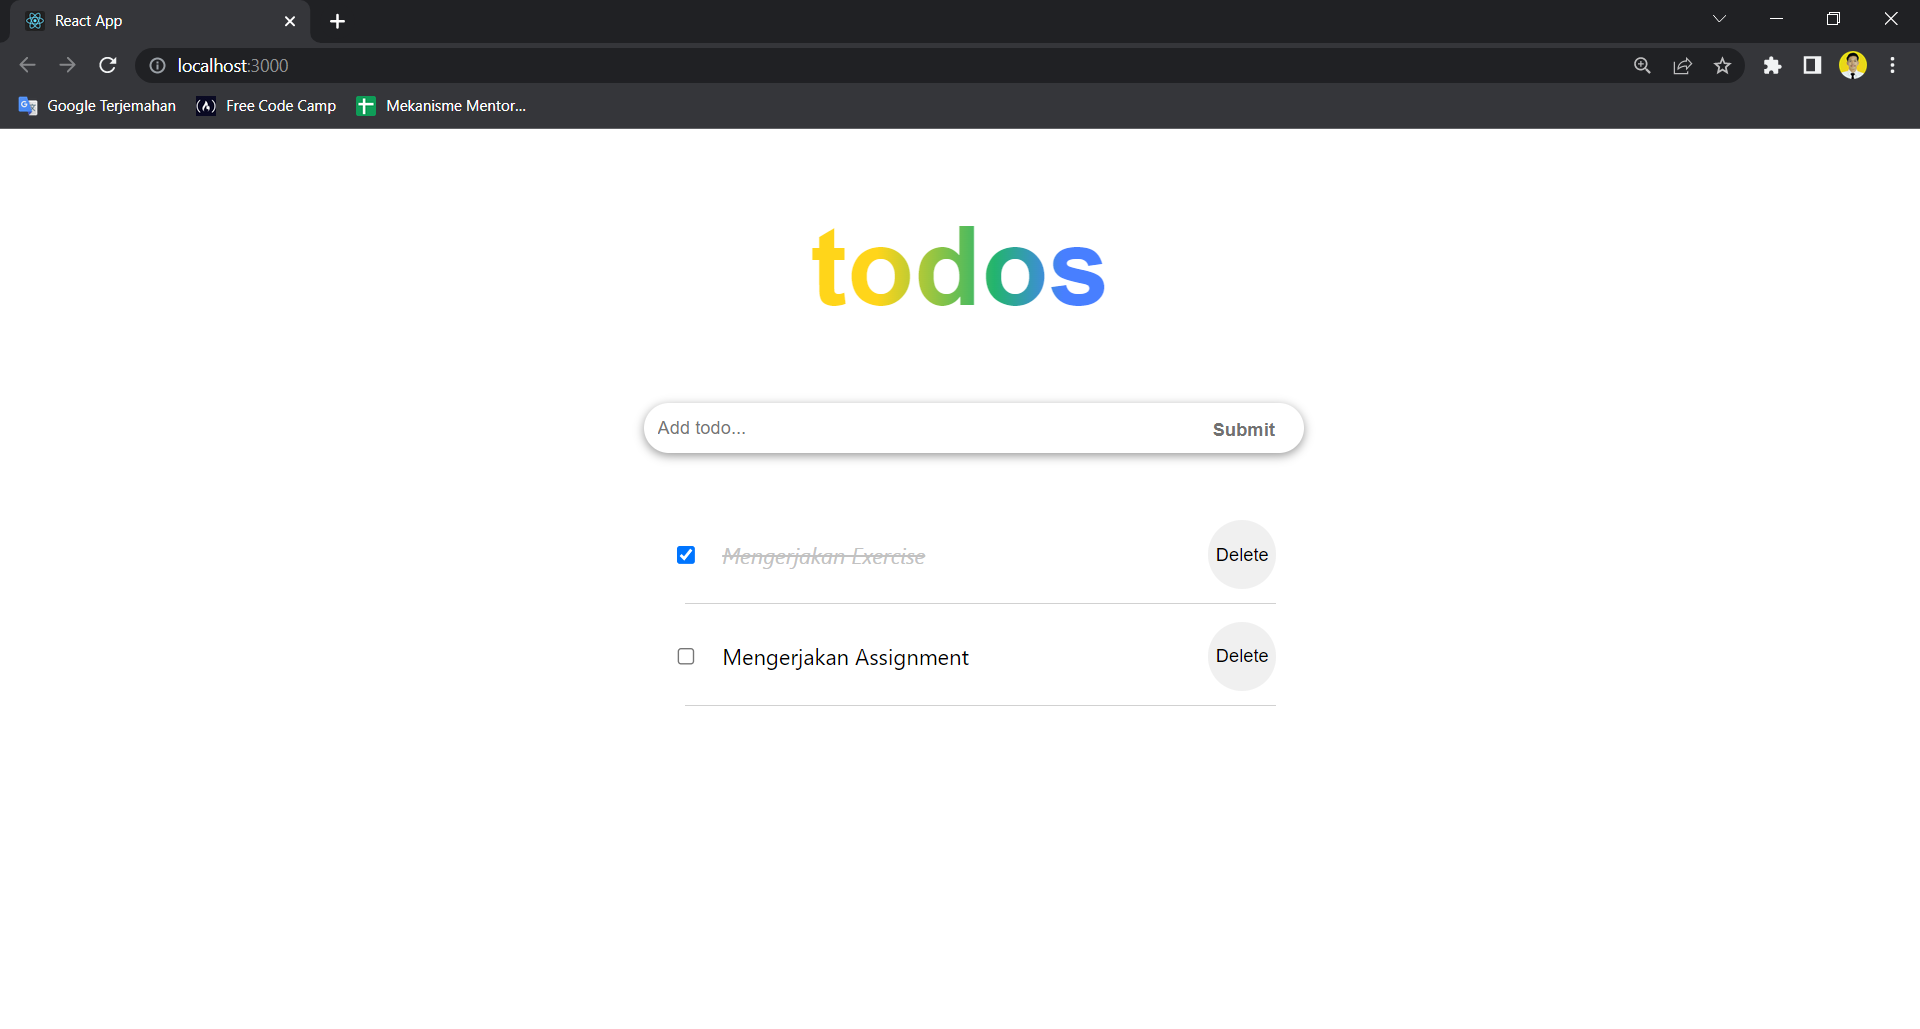 React App
localhost:3000
Google Terjemahan Free Code Camp Mekanisme Mentor...
todos
Add todo... Submit
Mengerjakan Exercise Delete
Mengerjakan Assignment Delete